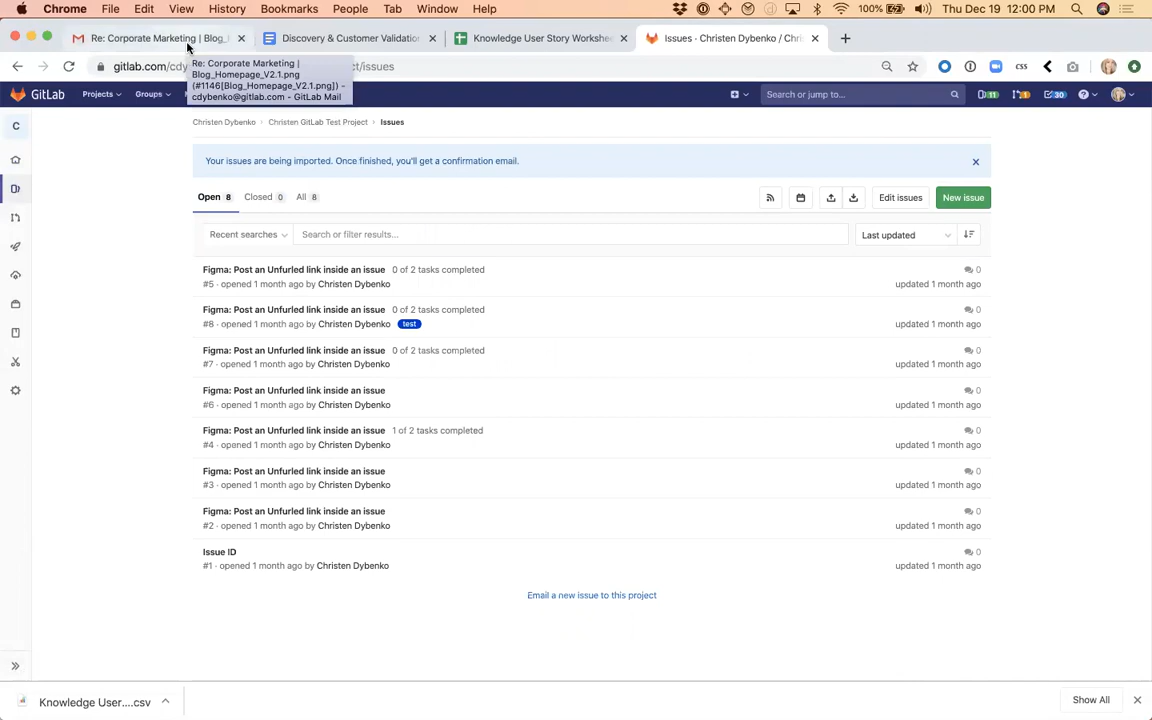 Chrome File Edit View History Bookmarks People Tab Window Help 100% Thu Dec 19 12:00 PM
Re: Corporate Marketing | Blog_ Discovery & Customer Validation Knowledge User Story Workshe Issues · Christen Dybenko / Chri
gitlab.com/cdy ct/issues CSS
Re: Corporate Marketing |
Blog_Homepage_V2.1.png
(#1146[Blog_Homepage_V2.1.png]) -
cdybenko@gitlab.com - GitLab Mail
GitLab Projects Groups Search or jump to... 11 1 30
C
Christen Dybenko > Christen GitLab Test Project > Issues
Your issues are being imported. Once finished, you'll get a confirmation email.
Open 8 Closed 0 All 8 Edit issues New issue
Recent searches Search or filter results... Last updated
Figma: Post an Unfurled link inside an issue 0 of 2 tasks completed 0
#5 · opened 1 month ago by Christen Dybenko updated 1 month ago
Figma: Post an Unfurled link inside an issue 0 of 2 tasks completed 0
#8 · opened 1 month ago by Christen Dybenko test updated 1 month ago
Figma: Post an Unfurled link inside an issue 0 of 2 tasks completed 0
#7 · opened 1 month ago by Christen Dybenko updated 1 month ago
Figma: Post an Unfurled link inside an issue 0
#6 · opened 1 month ago by Christen Dybenko updated 1 month ago
Figma: Post an Unfurled link inside an issue 1 of 2 tasks completed 0
#4 · opened 1 month ago by Christen Dybenko updated 1 month ago
Figma: Post an Unfurled link inside an issue 0
#3 · opened 1 month ago by Christen Dybenko updated 1 month ago
Figma: Post an Unfurled link inside an issue 0
#2 · opened 1 month ago by Christen Dybenko updated 1 month ago
Issue ID 0
#1 · opened 1 month ago by Christen Dybenko updated 1 month ago
Email a new issue to this project
Knowledge User....csv Show All